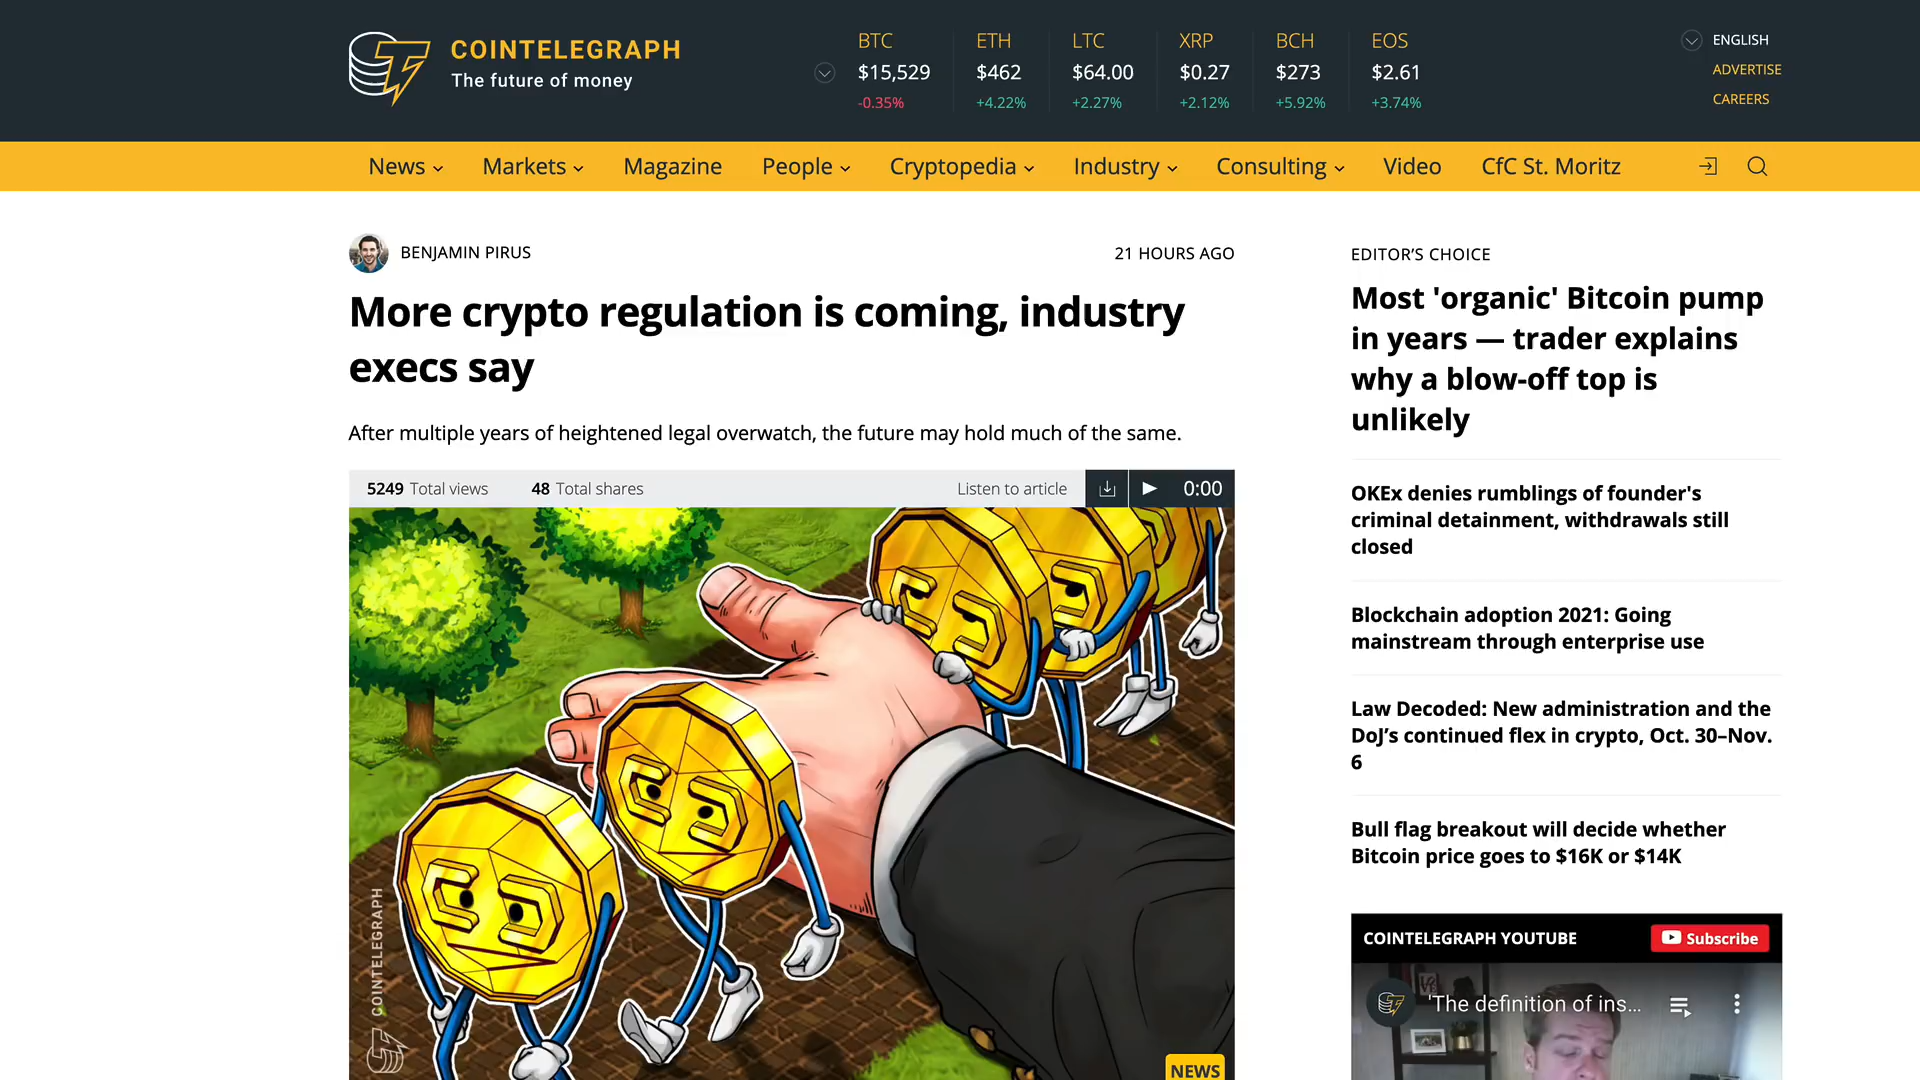 COINTELEGRAPH
The future of money
BTC
$15,529
-0.35%
ETH
$462
+4.22%
LTC
$64.00
+2.27%
XRP
$0.27
+2.12%
BCH
$273
+5.92%
EOS
$2.61
+3.74%
ENGLISH
ADVERTISE
CAREERS
News Markets Magazine People Cryptopedia Industry Consulting Video CfC St. Moritz
BENJAMIN PIRUS
21 HOURS AGO
More crypto regulation is coming, industry
execs say
After multiple years of heightened legal overwatch, the future may hold much of the same.
5249 Total views 48 Total shares Listen to article 0:00
COINTELEGRAPH
NEWS
EDITOR’S CHOICE
Most 'organic' Bitcoin pump
in years — trader explains
why a blow-off top is
unlikely
OKEx denies rumblings of founder's
criminal detainment, withdrawals still
closed
Blockchain adoption 2021: Going
mainstream through enterprise use
Law Decoded: New administration and the
DoJ’s continued flex in crypto, Oct. 30–Nov.
6
Bull flag breakout will decide whether
Bitcoin price goes to $16K or $14K
COINTELEGRAPH YOUTUBE
Subscribe
'The definition of ins...